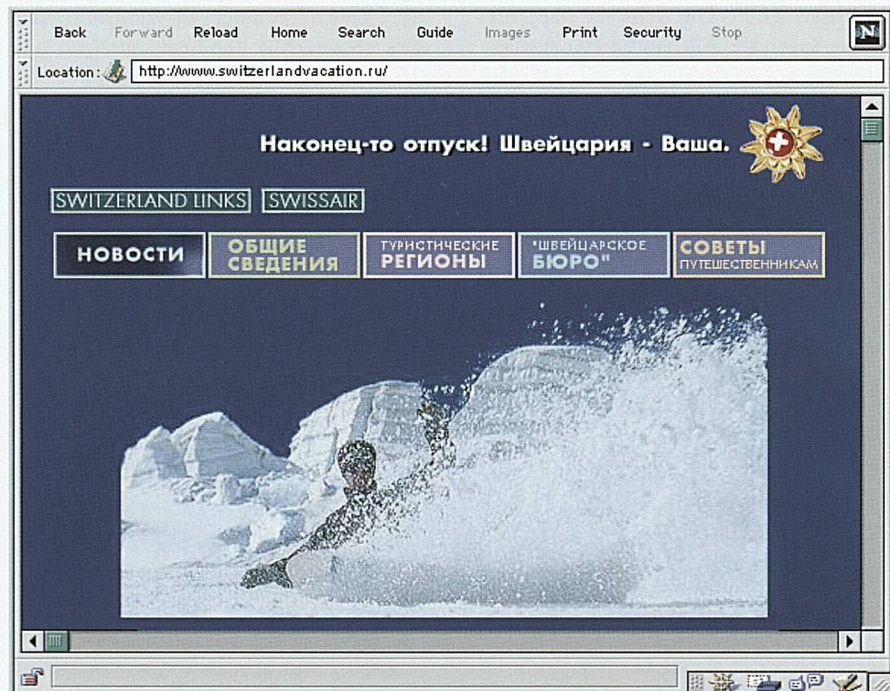 Back Forward Reload Home Search Guide Images Print Security Stop
N
Location: http://www.switzerlandvacation.ru/
Наконец-то отпуск! Швейцария - Ваша.
SWITZERLAND LINKS SWISSAIR
НОВОСТИ
ОБЩИЕ
СВЕДЕНИЯ
ТУРИСТИЧЕСКИЕ
РЕГИОНЫ
"ШВЕЙЦАРСКОЕ
БЮРО"
СОВЕТЫ
ПУТЕШЕСТВЕННИКАМ